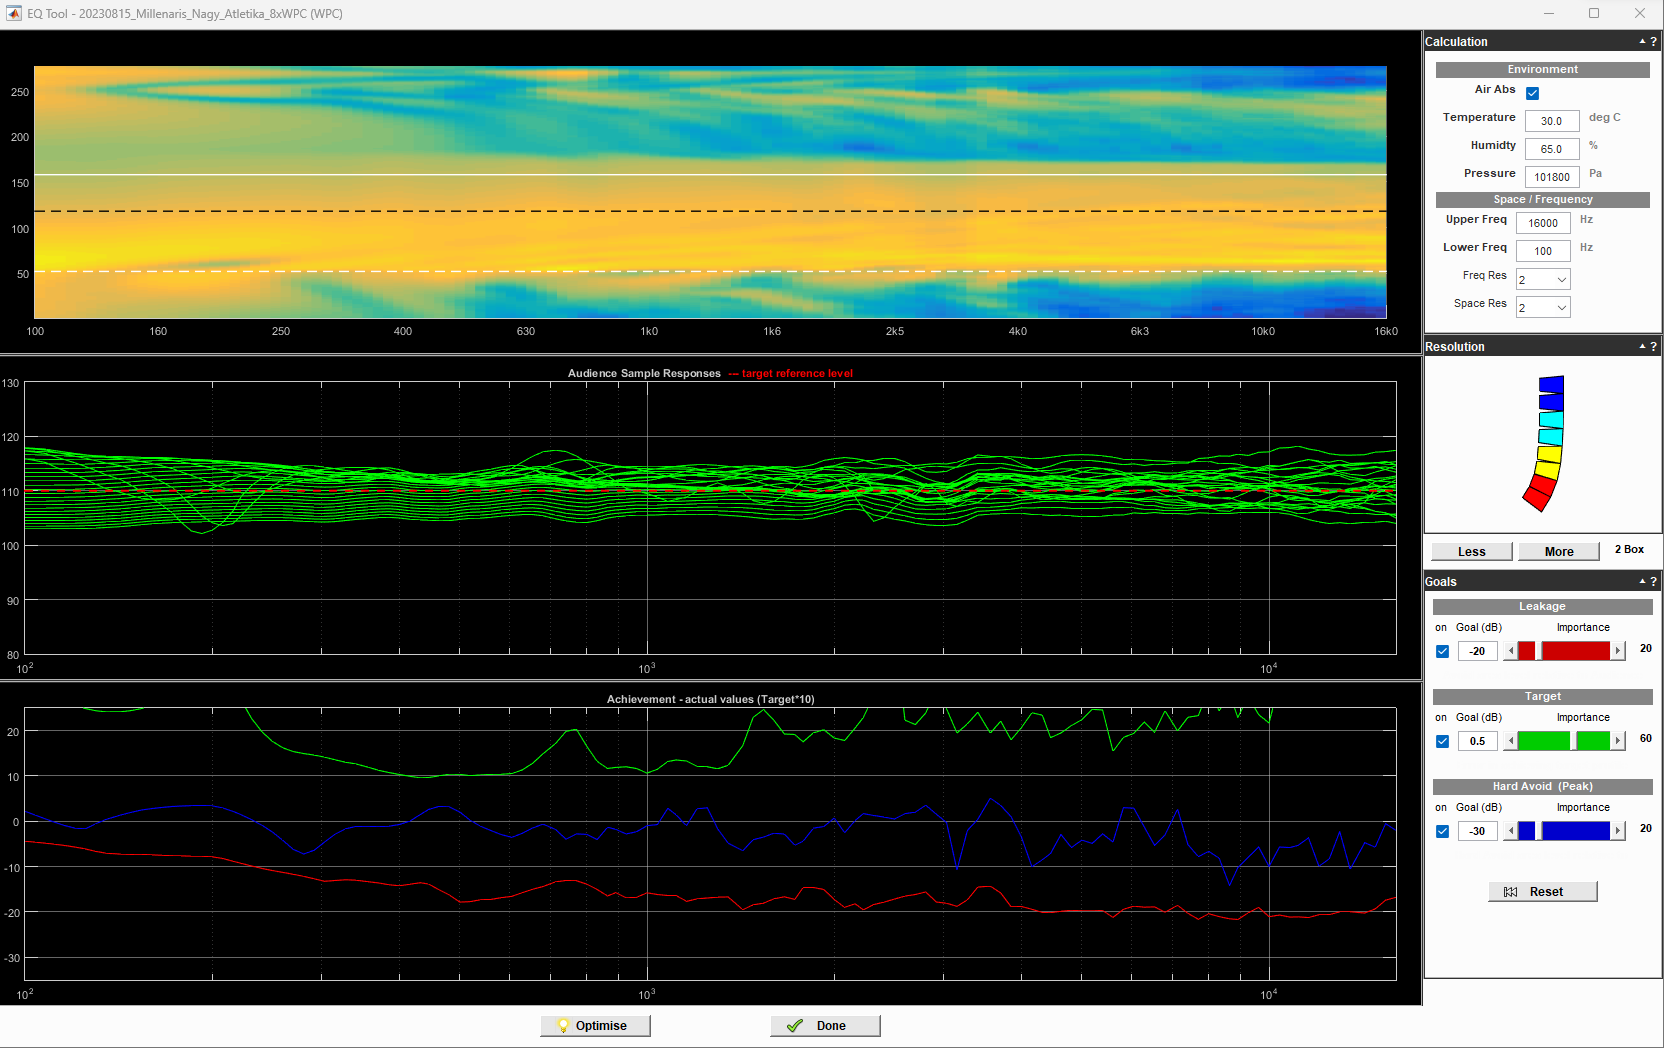 EQ Tool - 20230815_Millenaris_Nagy_Atletika_8xWPC (WPC)
250
200
150
100
50
100 160 250 400 630 1k0 1k6 2k5 4k0 6k3 10k0 16k0
Audience Sample Responses --- target reference level
130
120
110
100
90
80
10² 10³ 10⁴
Achievement - actual values (Target*10)
20
10
0
-10
-20
-30
10² 10³ 10⁴
Optimise Done
Calculation ?
Environment
Air Abs
Temperature 30.0 deg C
Humidty 65.0 %
Pressure 101800 Pa
Space / Frequency
Upper Freq 16000 Hz
Lower Freq 100 Hz
Freq Res 2
Space Res 2
Resolution ?
Less More 2 Box
Goals ?
Leakage
on Goal (dB) Importance
-20 20
Target
on Goal (dB) Importance
0.5 60
Hard Avoid (Peak)
on Goal (dB) Importance
-30 20
Reset